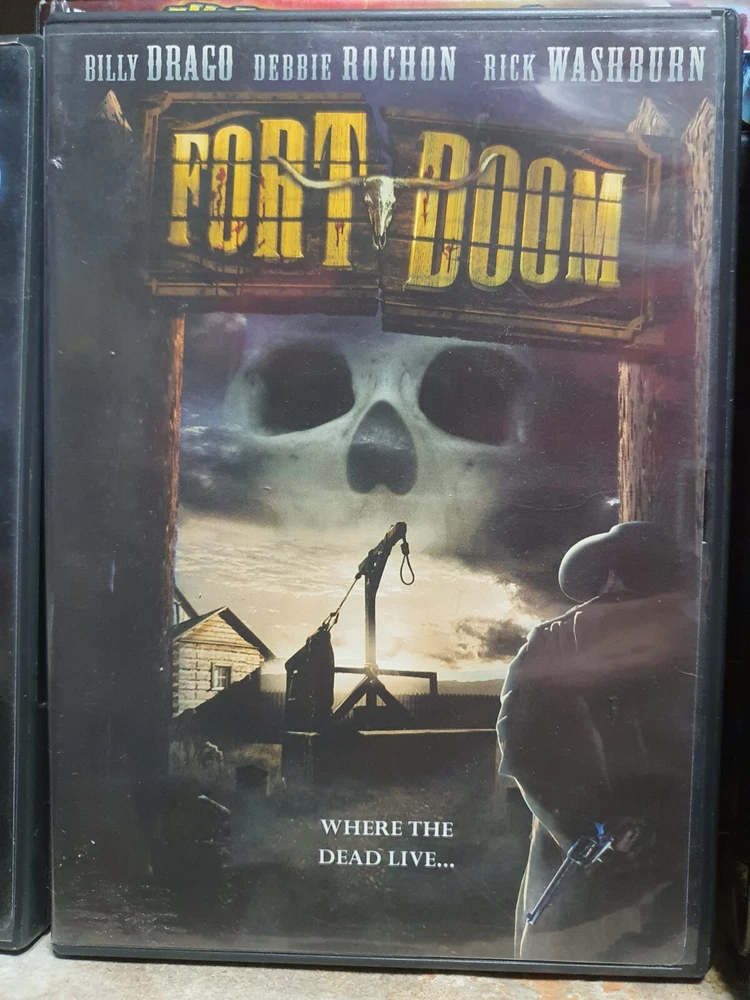 BILLY DRAGO DEBBIE ROCHON RICK WASHBURN
FORT DOOM
WHERE THE
DEAD LIVE...